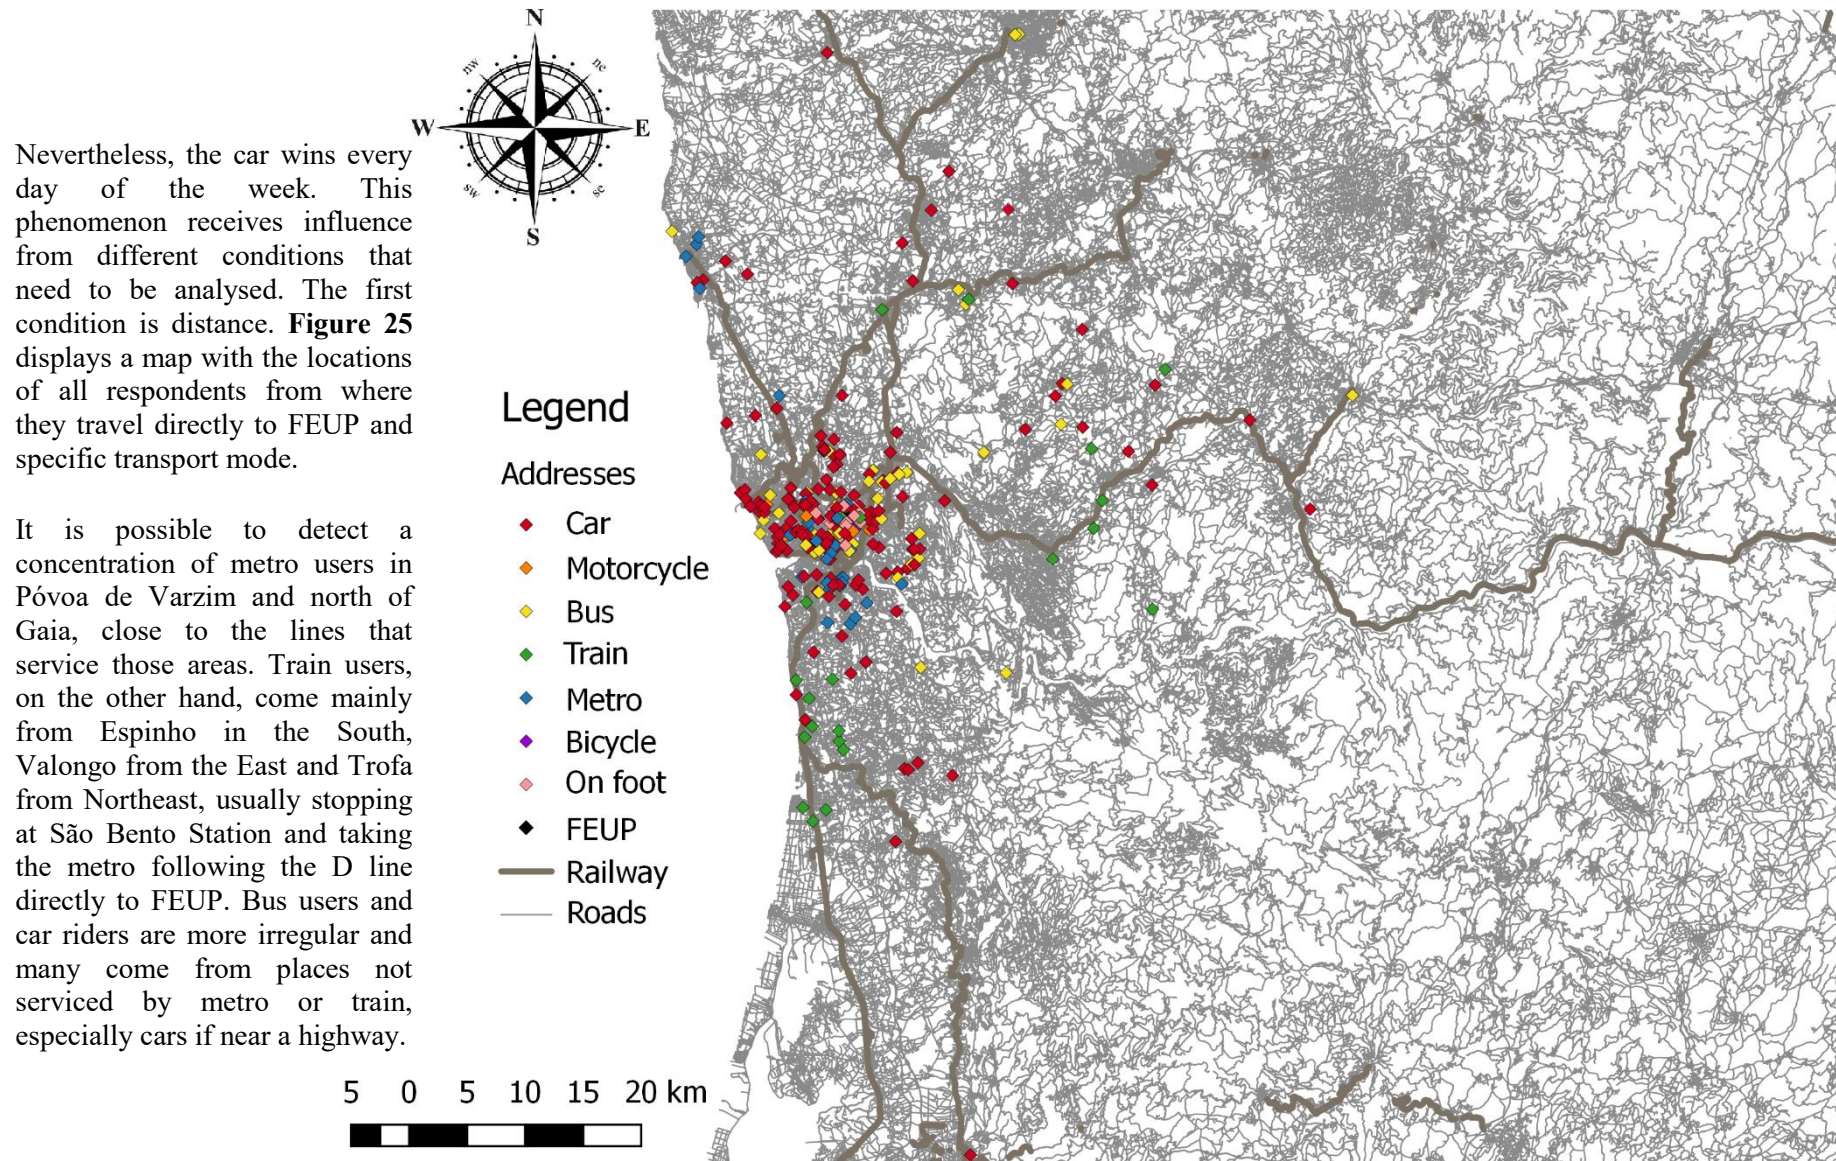 Nevertheless, the car wins every
day of the week. This
phenomenon receives influence
from different conditions that
need to be analysed. The first
condition is distance. Figure 25
displays a map with the locations
of all respondents from where
they travel directly to FEUP and
specific transport mode.
It is possible to detect a
concentration of metro users in
Póvoa de Varzim and north of
Gaia, close to the lines that
service those areas. Train users,
on the other hand, come mainly
from Espinho in the South,
Valongo from the East and Trofa
from Northeast, usually stopping
at São Bento Station and taking
the metro following the D line
directly to FEUP. Bus users and
car riders are more irregular and
many come from places not
serviced by metro or train,
especially cars if near a highway.
N
nw ne
W E
sw se
S
Legend
Addresses
Car
Motorcycle
Bus
Train
Metro
Bicycle
On foot
FEUP
Railway
Roads
5 0 5 10 15 20 km